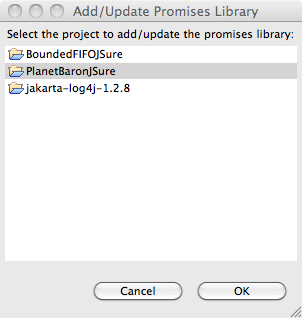 Add/Update Promises Library
Select the project to add/update the promises library:
BoundedFIFOJSure
PlanetBaronJSure
jakarta-log4j-1.2.8
Cancel OK